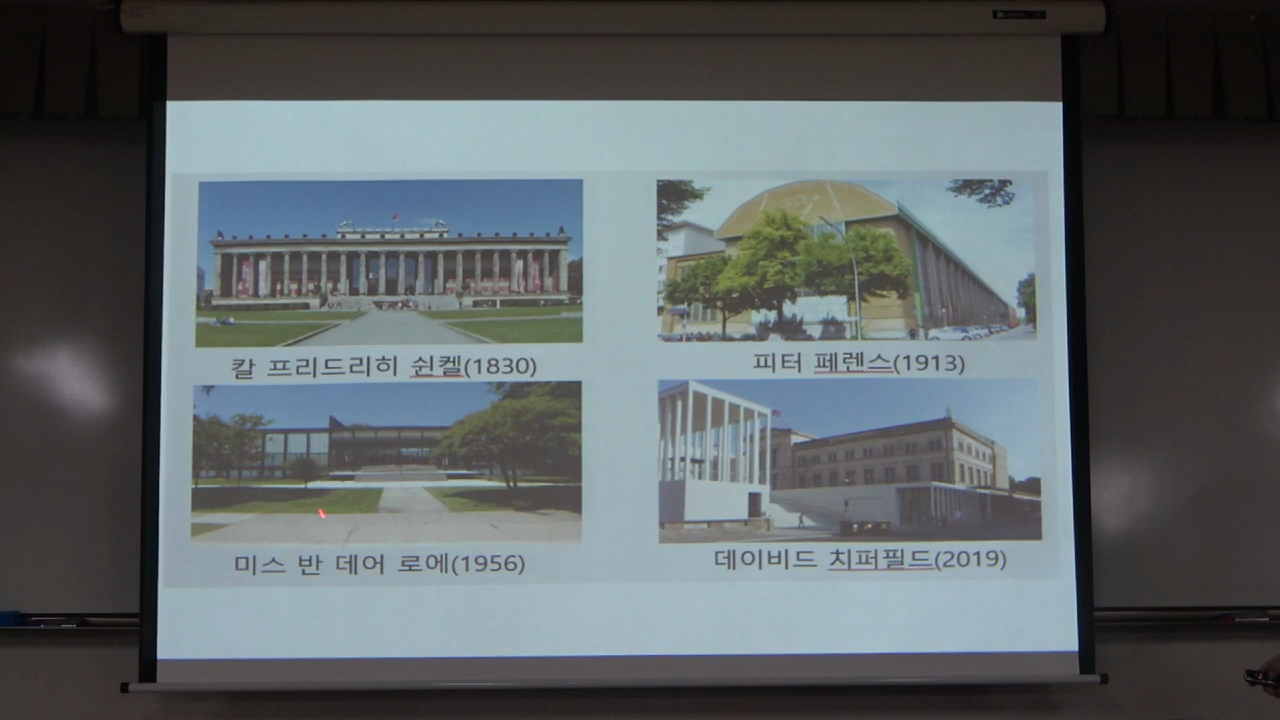 칼 프리드리히 쉰켈(1830)
피터 페렌스(1913)
미스 반 데어 로에(1956)
데이비드 치퍼필드(2019)